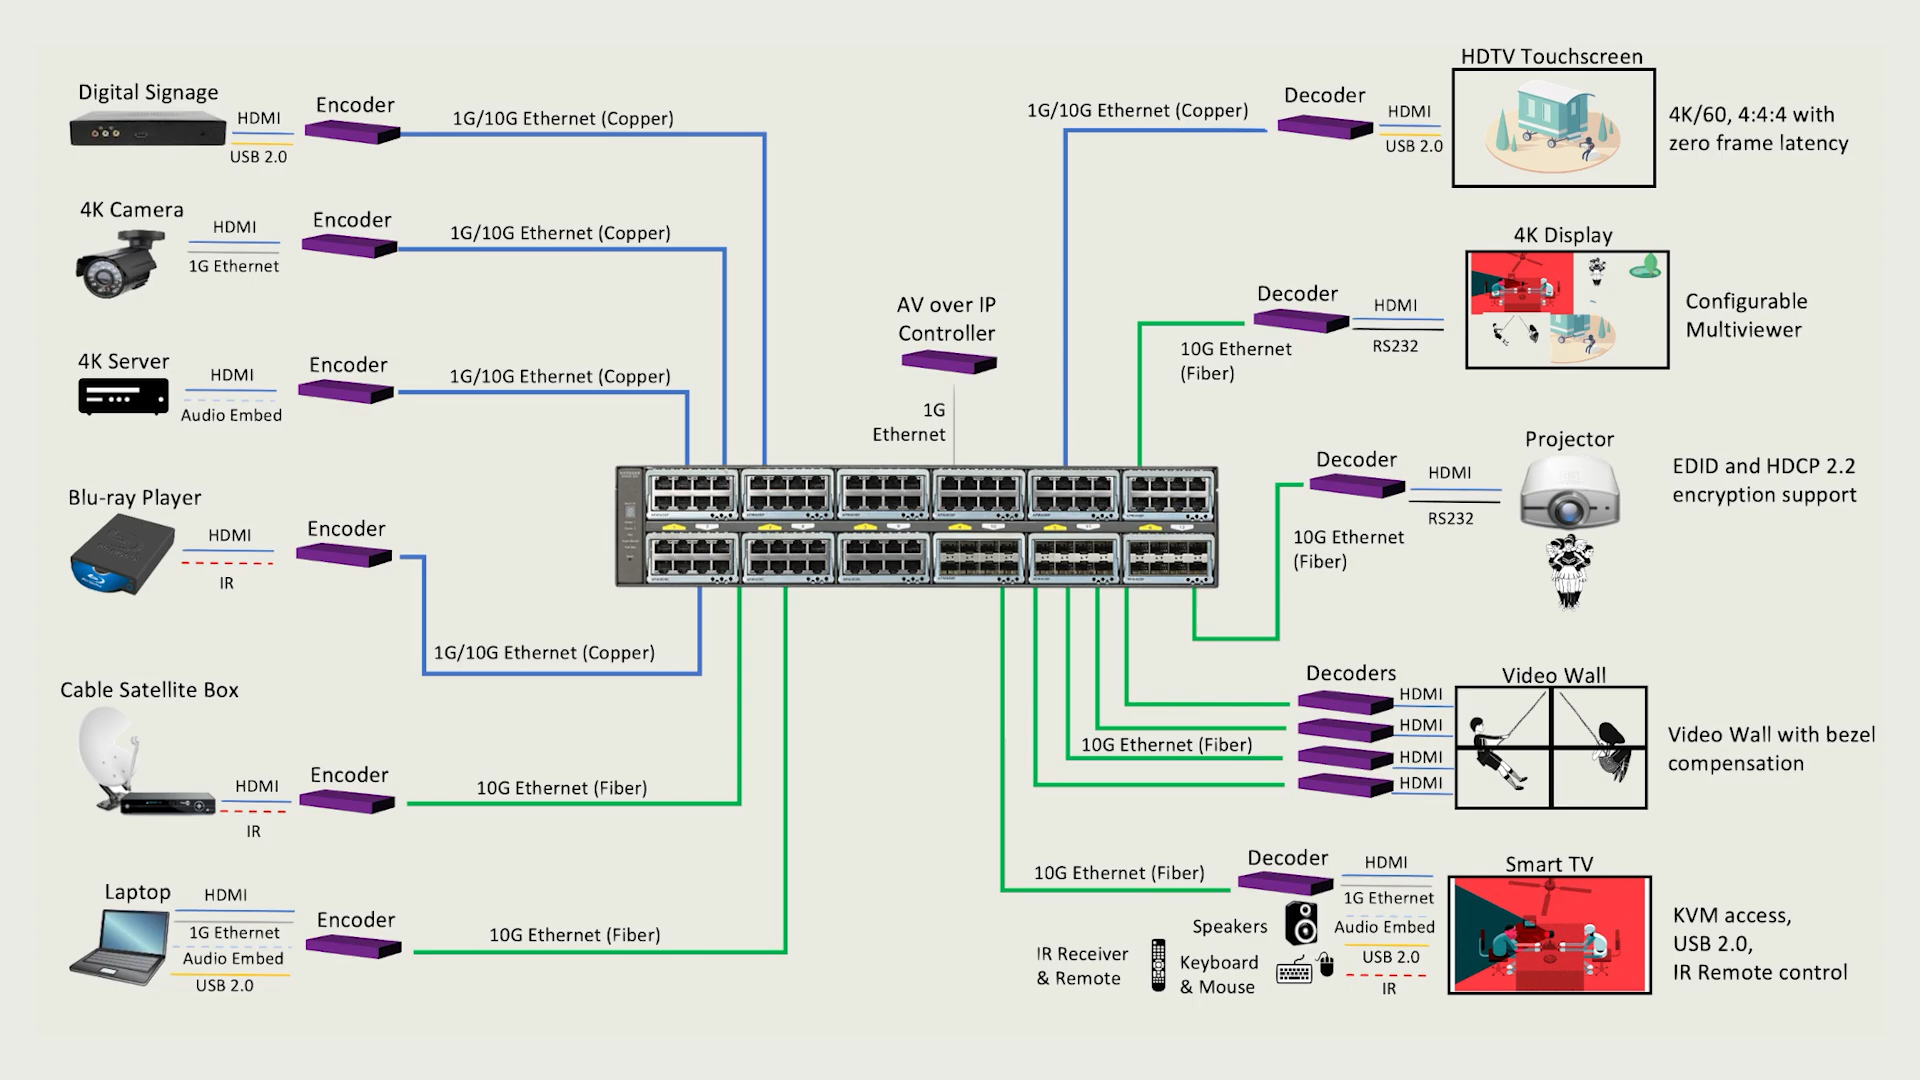 Digital Signage
HDMI
USB 2.0
Encoder
1G/10G Ethernet (Copper)
4K Camera
HDMI
1G Ethernet
Encoder
1G/10G Ethernet (Copper)
4K Server
HDMI
Audio Embed
Encoder
1G/10G Ethernet (Copper)
Blu-ray Player
HDMI
IR
Encoder
1G/10G Ethernet (Copper)
Cable Satellite Box
HDMI
IR
Encoder
10G Ethernet (Fiber)
Laptop
HDMI
1G Ethernet
Audio Embed
USB 2.0
Encoder
10G Ethernet (Fiber)
AV over IP
Controller
1G
Ethernet
HDTV Touchscreen
1G/10G Ethernet (Copper)
Decoder
HDMI
USB 2.0
4K/60, 4:4:4 with
zero frame latency
4K Display
Decoder
HDMI
RS232
10G Ethernet
(Fiber)
Configurable
Multiviewer
Projector
Decoder
HDMI
RS232
10G Ethernet
(Fiber)
EDID and HDCP 2.2
encryption support
Decoders
Video Wall
HDMI
HDMI
HDMI
HDMI
10G Ethernet (Fiber)
Video Wall with bezel
compensation
Smart TV
10G Ethernet (Fiber)
Decoder
HDMI
1G Ethernet
Audio Embed
USB 2.0
IR
Speakers
IR Receiver
& Remote
Keyboard
& Mouse
KVM access,
USB 2.0,
IR Remote control